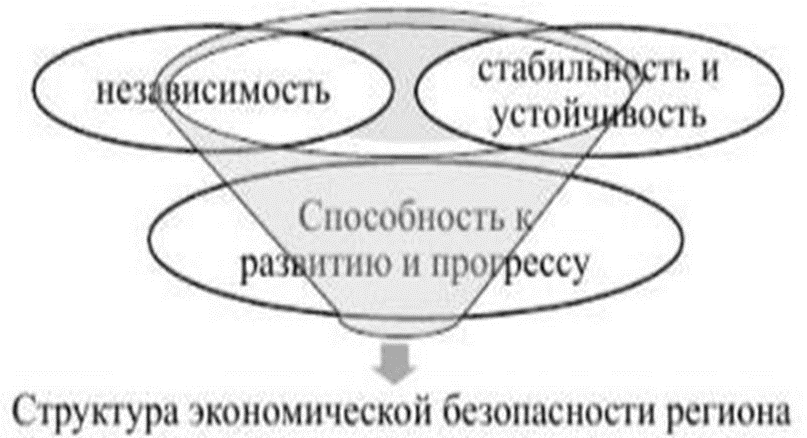 независимость
стабильность и
устойчивость
Способность к
развитию и прогрессу
Структура экономической безопасности региона